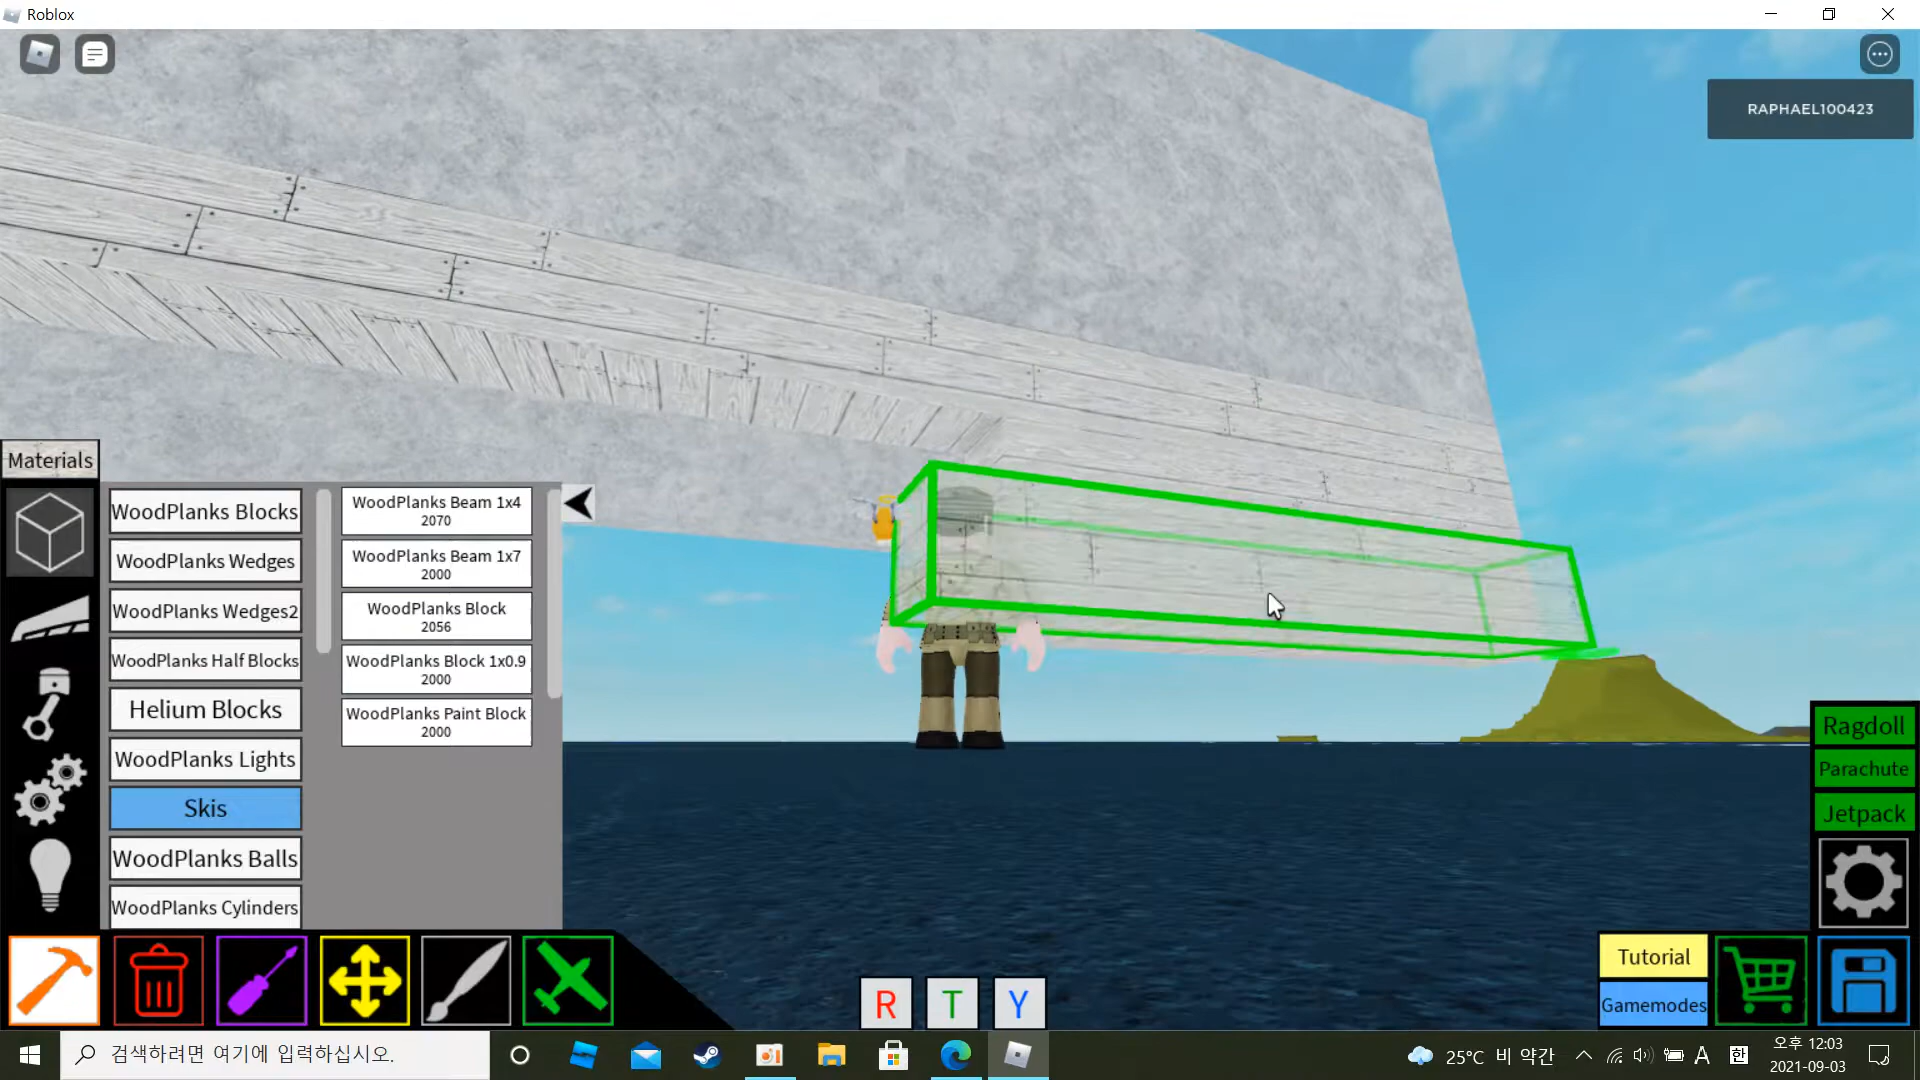 Roblox
RAPHAEL100423
Materials
WoodPlanks Blocks
WoodPlanks Wedges
WoodPlanks Wedges2
WoodPlanks Half Blocks
Helium Blocks
WoodPlanks Lights
Skis
WoodPlanks Balls
WoodPlanks Cylinders
WoodPlanks Beam 1x4
2070
WoodPlanks Beam 1x7
2000
WoodPlanks Block
2056
WoodPlanks Block 1x0.9
2000
WoodPlanks Paint Block
2000
Ragdoll
Parachute
Jetpack
Tutorial
Gamemodes
R T Y
검색하려면 여기에 입력하십시오.
25°C 비 약간
A
한
오후 12:03
2021-09-03